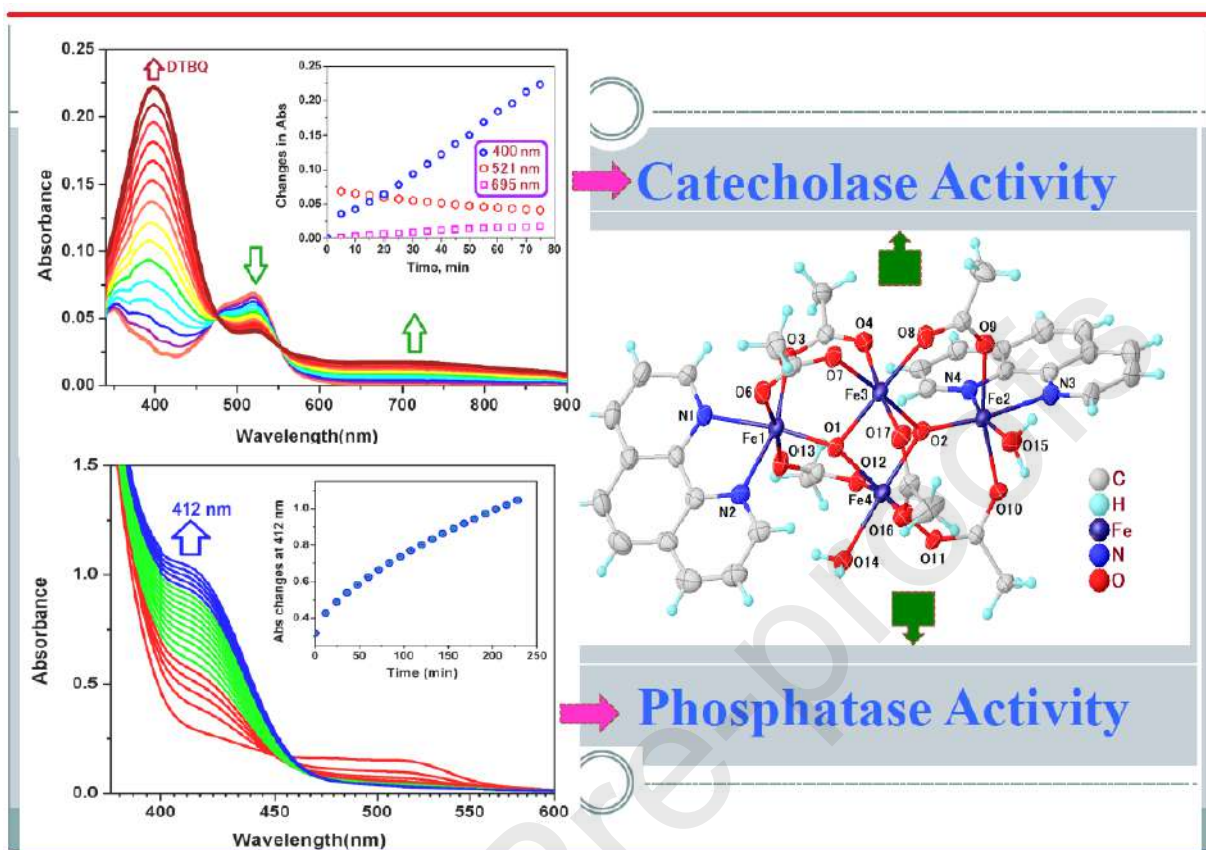 0.25
0.20
0.15
0.10
0.05
0.00
Absorbance
DTBQ
400
500
600
700
800
900
Wavelength(nm)
0.25
0.20
0.15
0.10
0.05
0.00
Changes in Abs
400 nm
521 nm
695 nm
0
10
20
30
40
50
60
70
80
Time, min
Catecholase Activity
O3
O4
O8
O9
O7
O6
N4
N3
Fe3
Fe2
N1
Fe1
O1
O17
O2
O15
O13
O12
N2
Fe4
O10
O16
O11
O14
C
H
Fe
N
O
1.5
1.0
0.5
0.0
Absorbance
412 nm
400
450
500
550
600
Wavelength(nm)
1.0
0.8
0.6
0.4
Abs changes at 412 nm
0
50
100
150
200
250
Time (min)
Phosphatase Activity
Pre-proofs